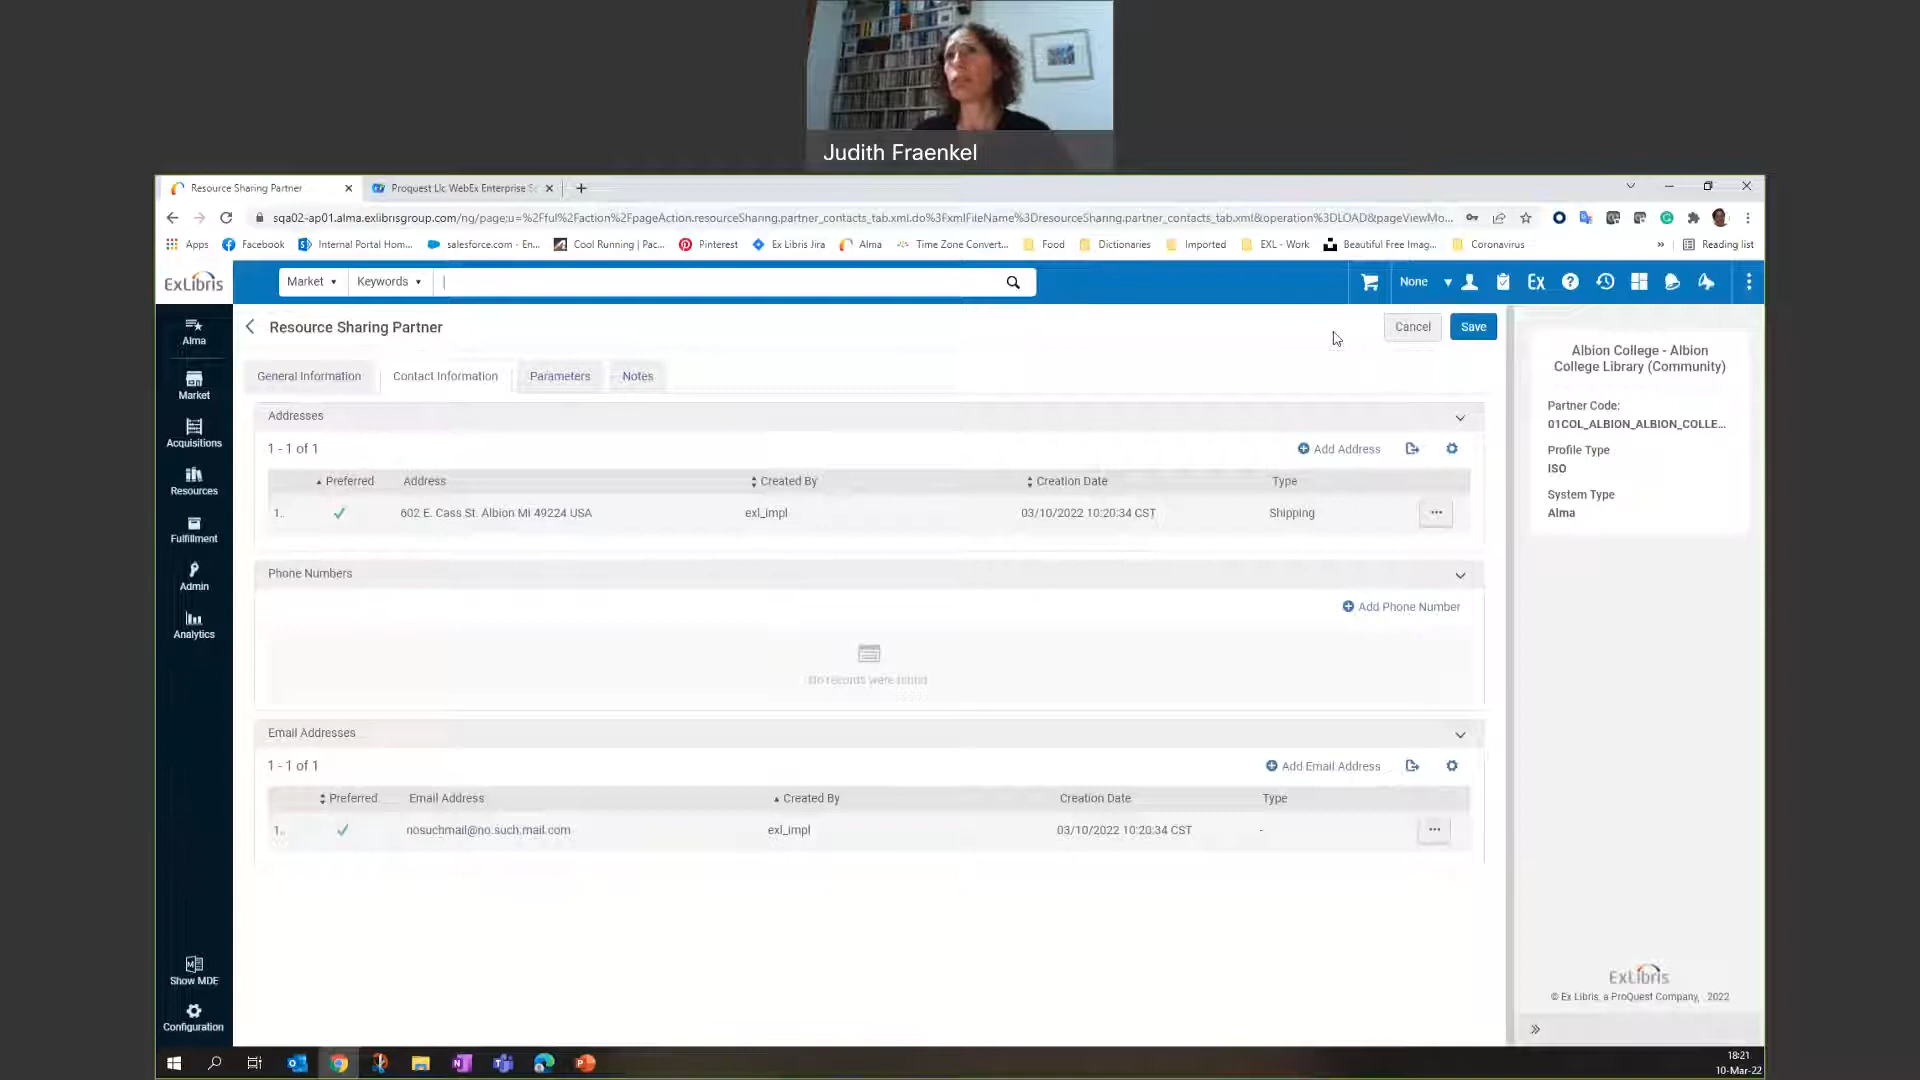 Judith Fraenkel
Resource Sharing Partner
Proquest Llc WebEx Enterprise
sqa02-ap01.alma.exlibrisgroup.com/ng/page;u=%2Fful%2Faction%2FpageAction.resourceSharing.partner_contacts_tab.xml.do%3FxmlFileName%3DresourceSharing.partner_contacts_tab.xml&operation%3DLOAD&pageViewMo...
Apps Facebook Internal Portal Hom... salesforce.com - En... Cool Running | Pac... Pinterest Ex Libris Jira Alma Time Zone Convert... Food Dictionaries Imported EXL - Work Beautiful Free Imag... Coronavirus » Reading list
ExLibris Market Keywords None Ex
Alma
Market
Acquisitions
Resources
Fulfillment
Admin
Analytics
Show MDE
Configuration
Resource Sharing Partner Cancel Save
General Information Contact Information Parameters Notes
Addresses
1 - 1 of 1 Add Address
Preferred Address Created By Creation Date Type
1.. 602 E. Cass St. Albion MI 49224 USA exl_impl 03/10/2022 10:20:34 CST Shipping ...
Phone Numbers
Add Phone Number
No records were found
Email Addresses
1 - 1 of 1 Add Email Address
Preferred Email Address Created By Creation Date Type
1.. nosuchmail@no.such.mail.com exl_impl 03/10/2022 10:20:34 CST - ...
Albion College - Albion
College Library (Community)
Partner Code:
01COL_ALBION_ALBION_COLLE...
Profile Type
ISO
System Type
Alma
ExLibris
© Ex Libris, a ProQuest Company, 2022
18:21
10-Mar-22